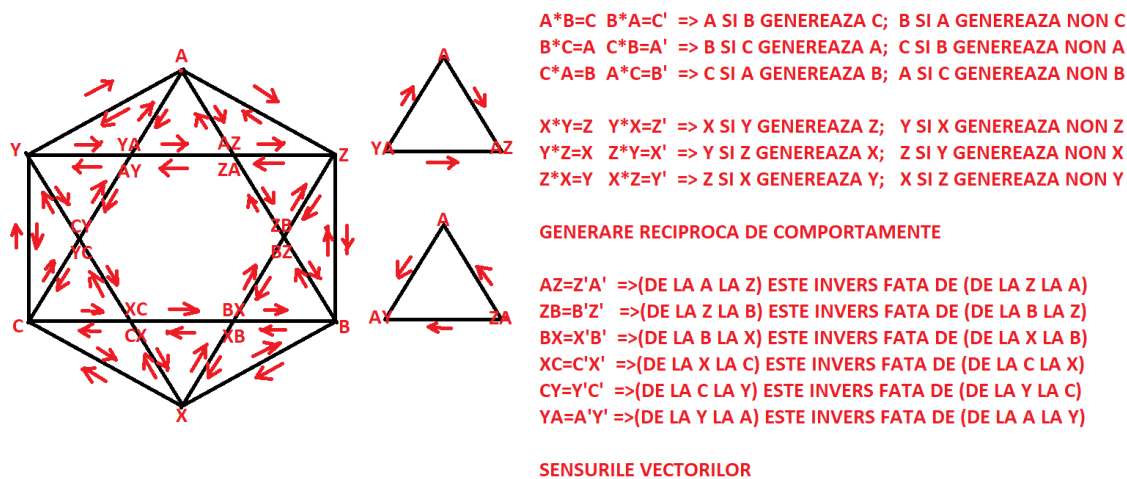 A
Y
YA
AZ
Z
AY
ZA
CY
ZB
YC
BZ
XC
BX
C
CX
XB
B
X
A
YA
AZ
A
AY
ZA
A*B=C B*A=C' => A SI B GENEREAZA C; B SI A GENEREAZA NON C
B*C=A C*B=A' => B SI C GENEREAZA A; C SI B GENEREAZA NON A
C*A=B A*C=B' => C SI A GENEREAZA B; A SI C GENEREAZA NON B
X*Y=Z Y*X=Z' => X SI Y GENEREAZA Z; Y SI X GENEREAZA NON Z
Y*Z=X Z*Y=X' => Y SI Z GENEREAZA X; Z SI Y GENEREAZA NON X
Z*X=Y X*Z=Y' => Z SI X GENEREAZA Y; X SI Z GENEREAZA NON Y
GENERARE RECIPROCA DE COMPORTAMENTE
AZ=Z'A' =>(DE LA A LA Z) ESTE INVERS FATA DE (DE LA Z LA A)
ZB=B'Z' =>(DE LA Z LA B) ESTE INVERS FATA DE (DE LA B LA Z)
BX=X'B' =>(DE LA B LA X) ESTE INVERS FATA DE (DE LA X LA B)
XC=C'X' =>(DE LA X LA C) ESTE INVERS FATA DE (DE LA C LA X)
CY=Y'C' =>(DE LA C LA Y) ESTE INVERS FATA DE (DE LA Y LA C)
YA=A'Y' =>(DE LA Y LA A) ESTE INVERS FATA DE (DE LA A LA Y)
SENSURILE VECTORILOR